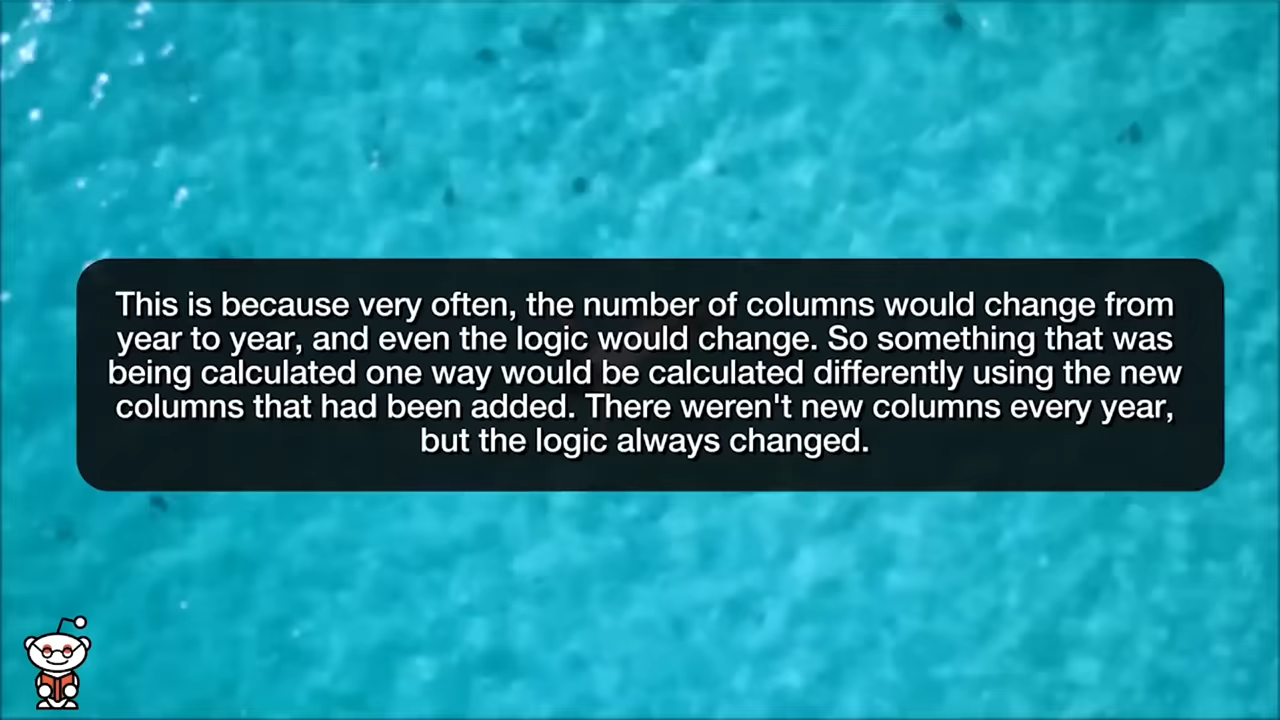 This is because very often, the number of columns would change from
year to year, and even the logic would change. So something that was
being calculated one way would be calculated differently using the new
columns that had been added. There weren't new columns every year,
but the logic always changed.